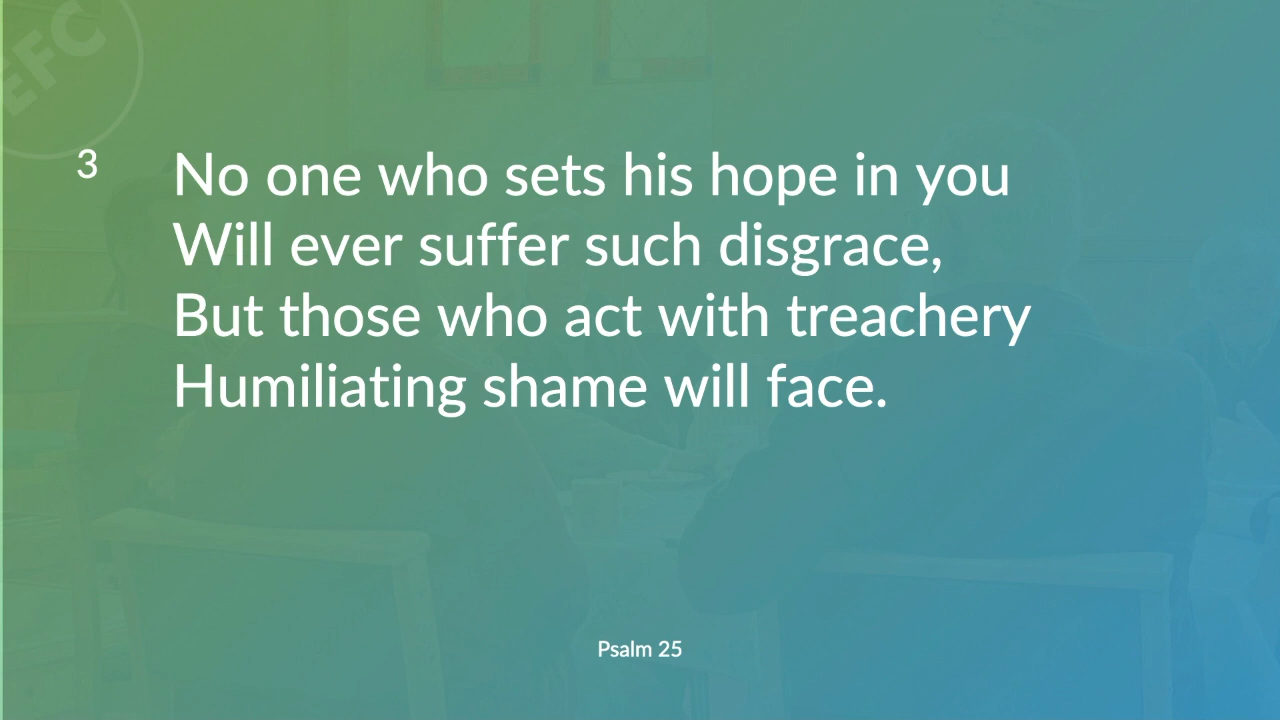 EFC
3
No one who sets his hope in you
Will ever suffer such disgrace,
But those who act with treachery
Humiliating shame will face.
Psalm 25